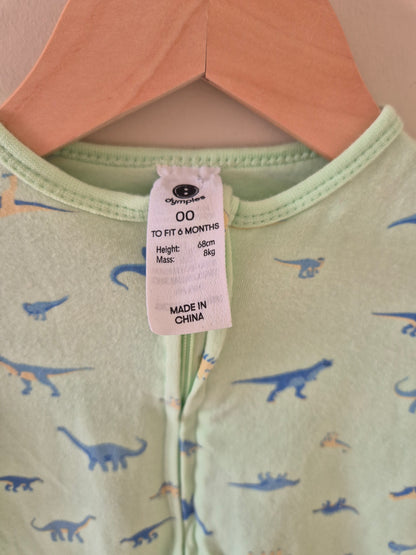 dymples
00
TO FIT 6 MONTHS
Height: 68cm
Mass: 8kg
MADE IN
CHINA